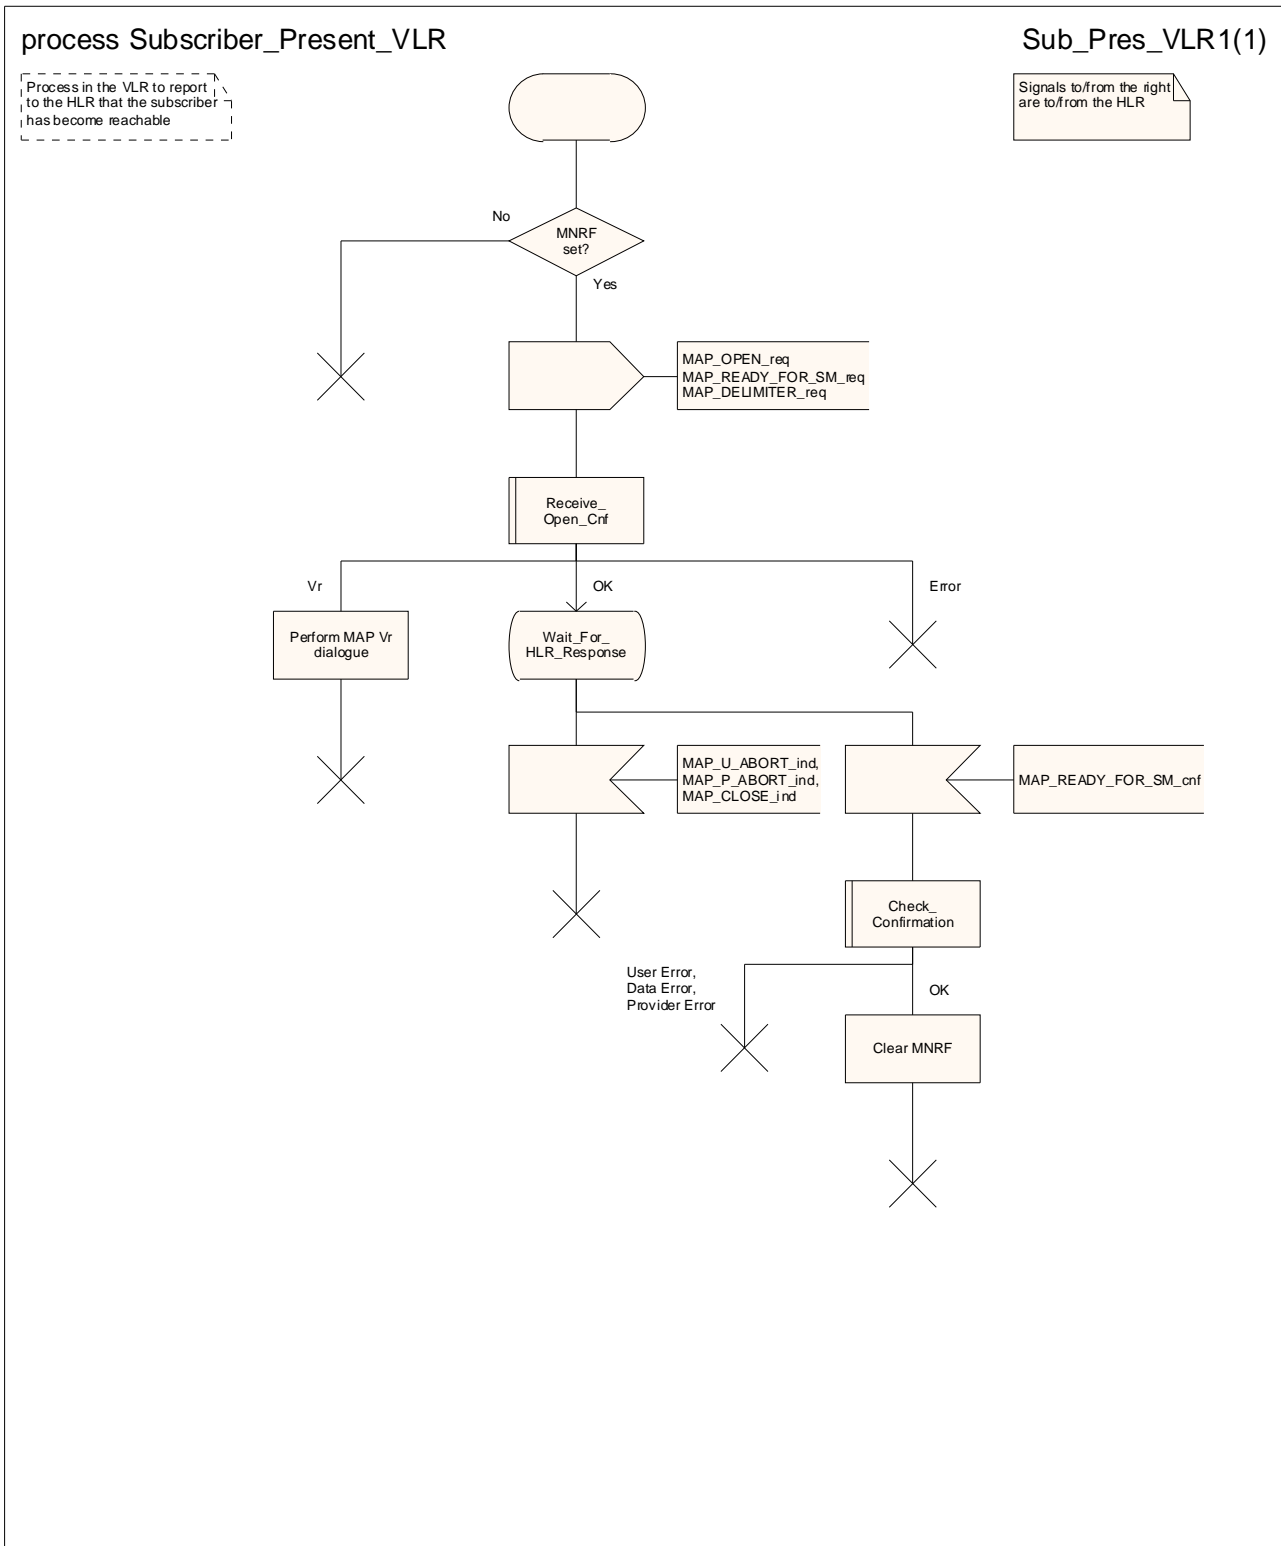 process Subscriber_Present_VLR
Sub_Pres_VLR1(1)
Process in the VLR to report
to the HLR that the subscriber
has become reachable
Signals to/from the right
are to/from the HLR
No
MNRF
set?
Yes
MAP_OPEN_req
MAP_READY_FOR_SM_req
MAP_DELIMITER_req
Receive_
Open_Cnf
Vr
OK
Error
Perform MAP Vr
dialogue
Wait_For_
HLR_Response
MAP_U_ABORT_ind,
MAP_P_ABORT_ind,
MAP_CLOSE_ind
MAP_READY_FOR_SM_cnf
Check_
Confirmation
User Error,
Data Error,
Provider Error
OK
Clear MNRF